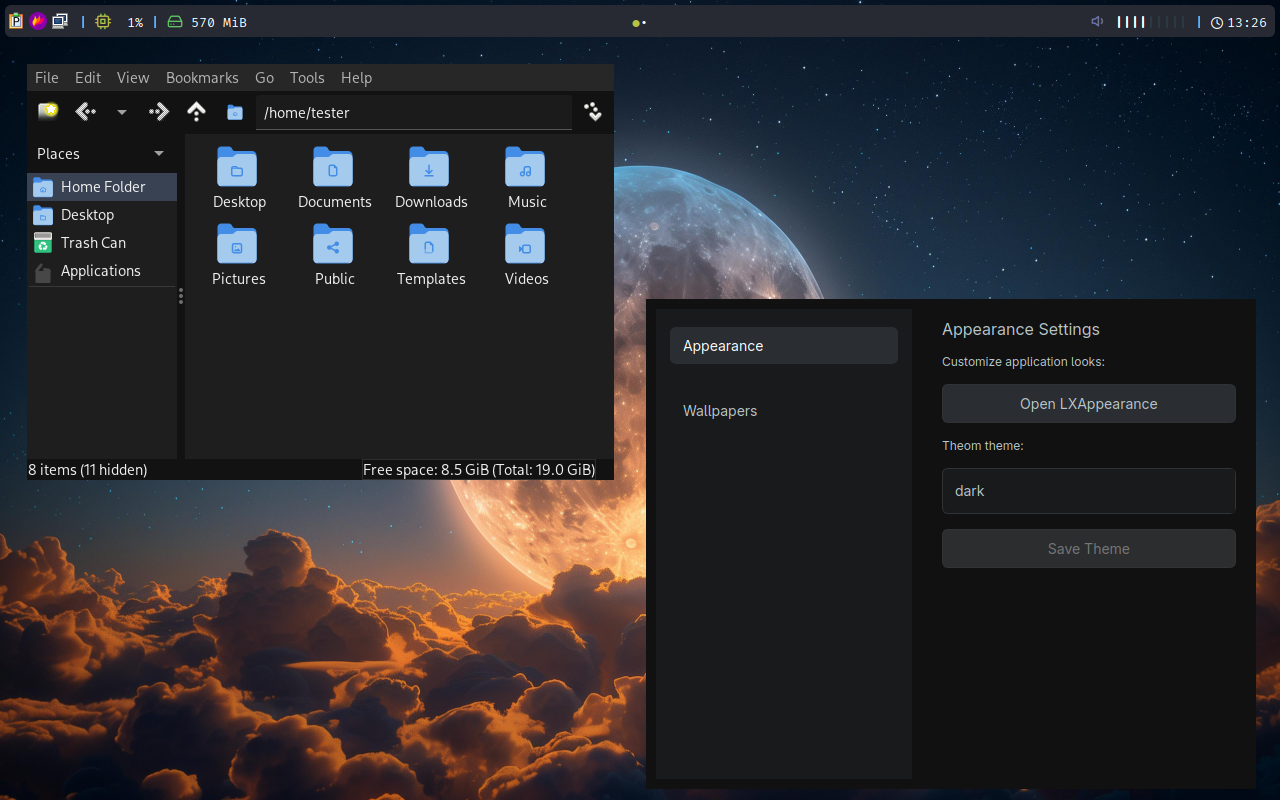 1% 570 MiB 13:26
File Edit View Bookmarks Go Tools Help
/home/tester
Places
Home Folder
Desktop
Trash Can
Applications
Desktop Documents Downloads Music
Pictures Public Templates Videos
8 items (11 hidden) Free space: 8.5 GiB (Total: 19.0 GiB)
Appearance
Wallpapers
Appearance Settings
Customize application looks:
Open LXAppearance
Theom theme:
dark
Save Theme